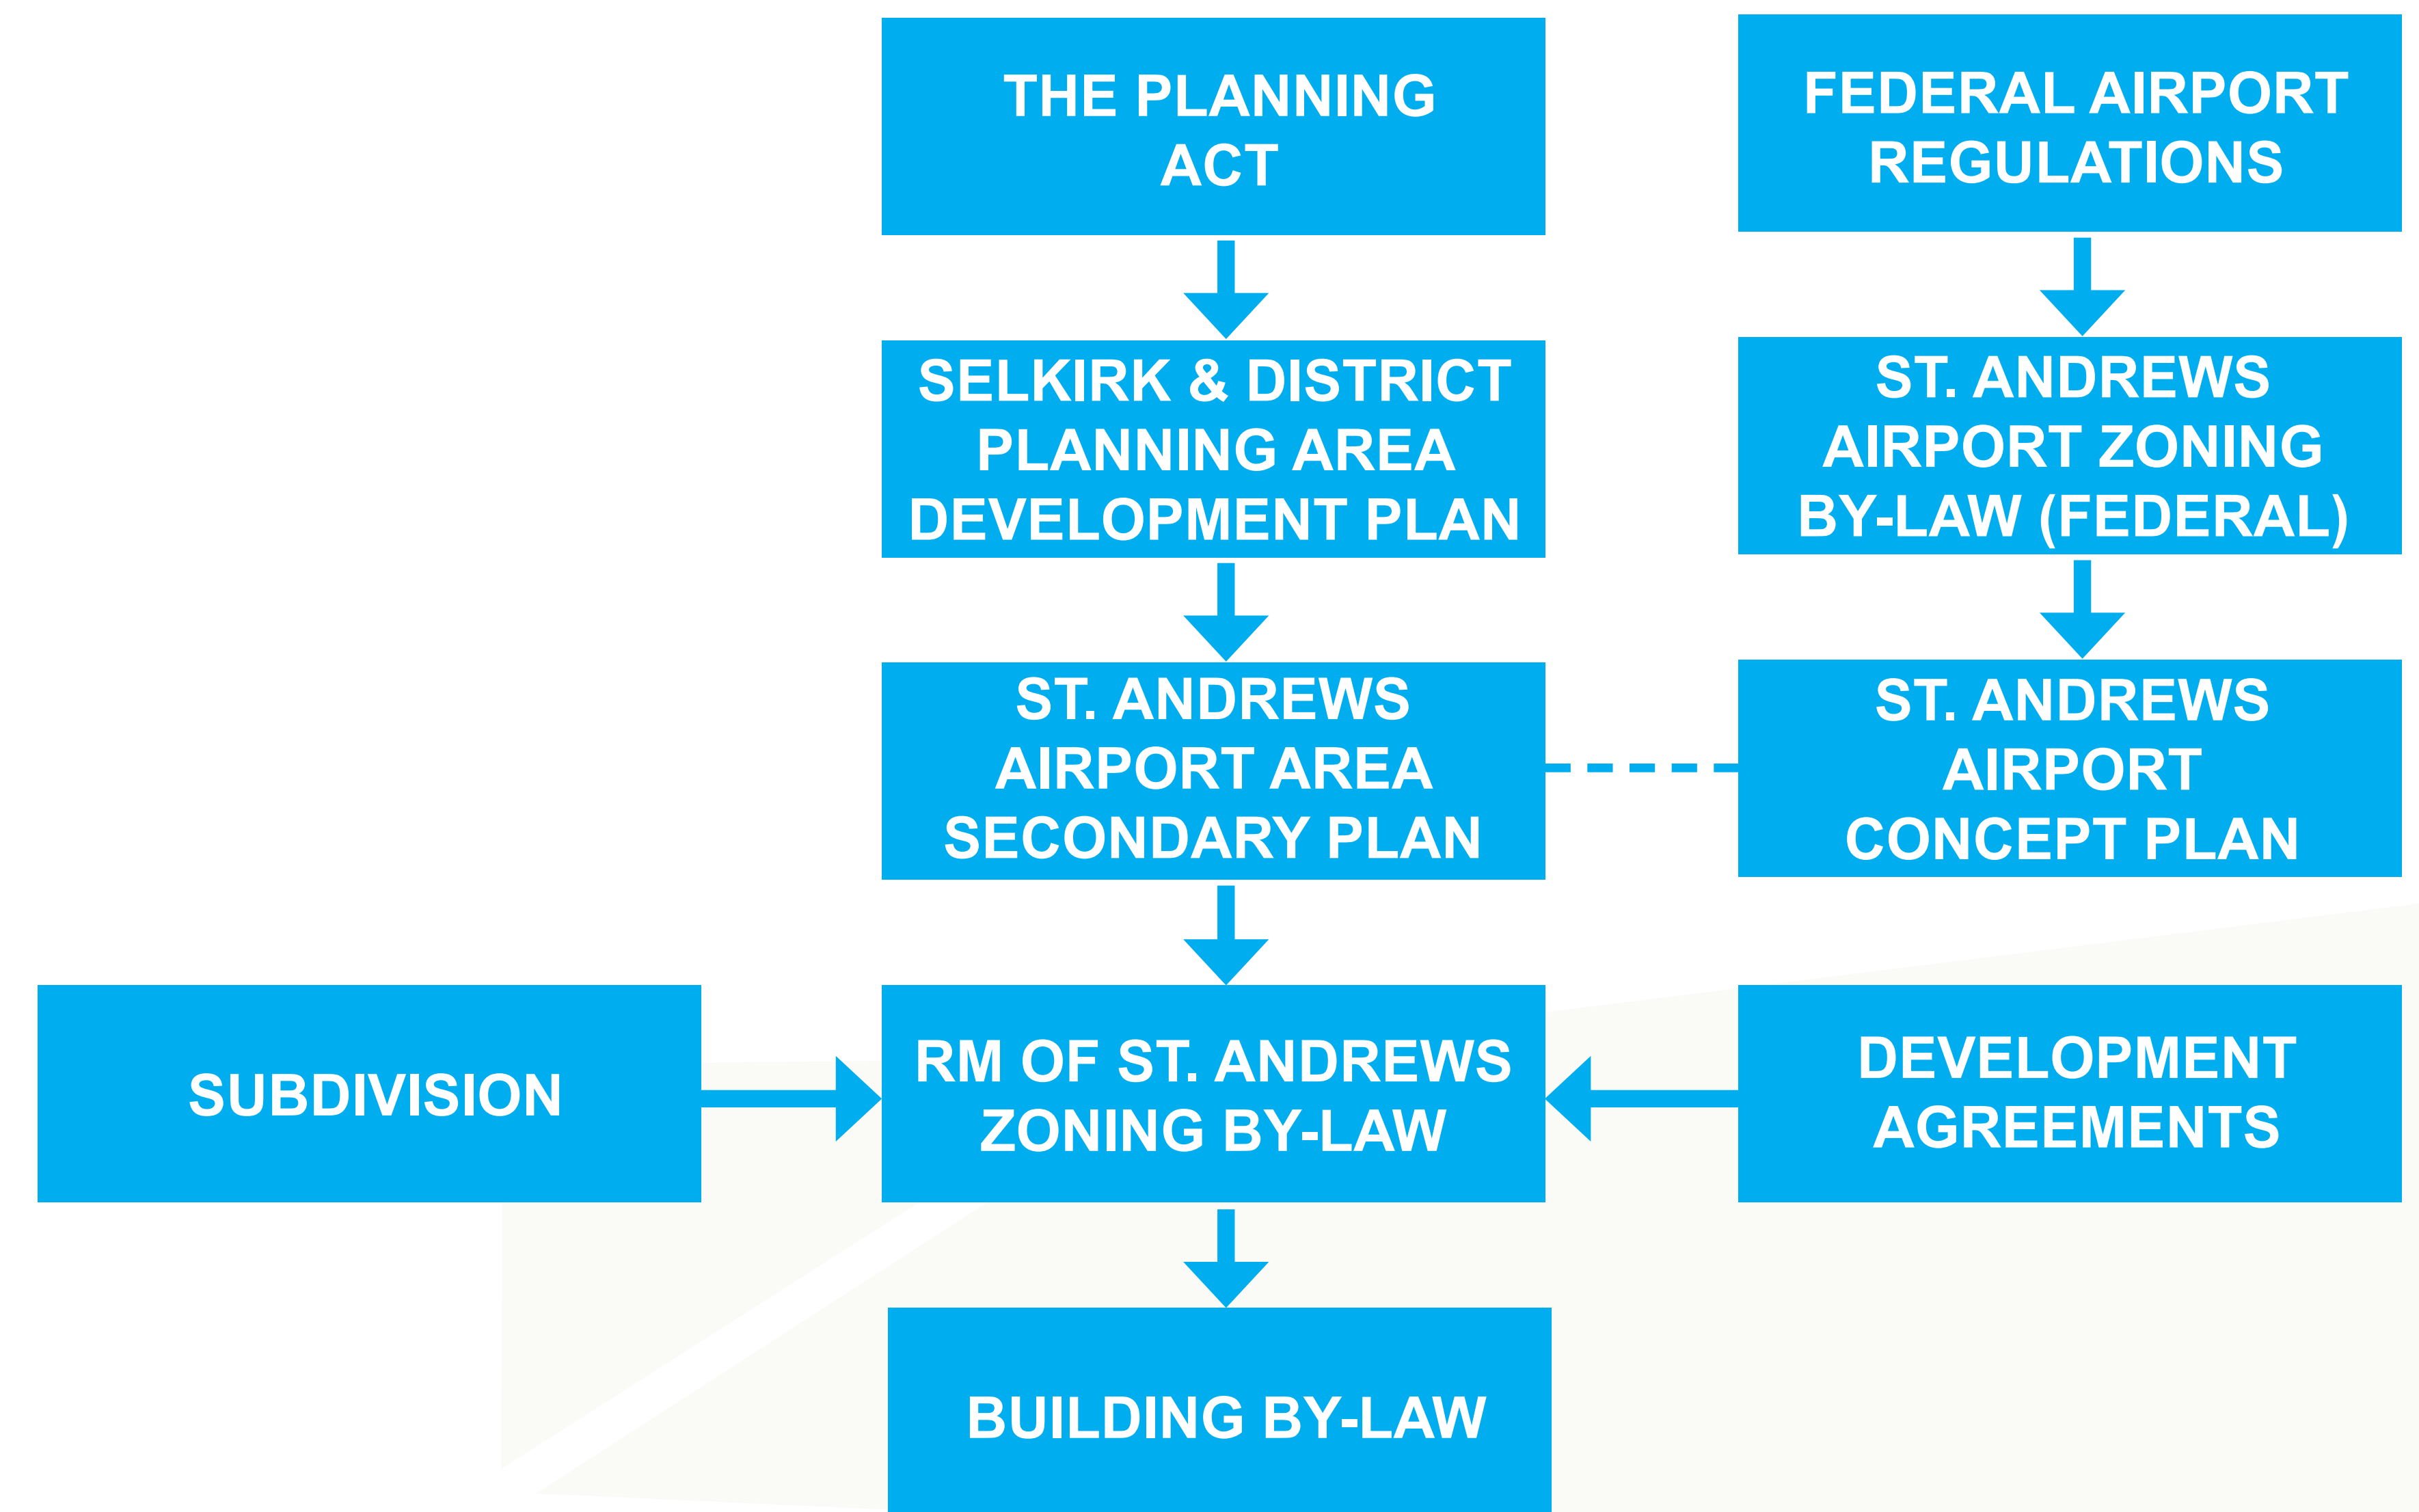 THE PLANNING
ACT
FEDERAL AIRPORT
REGULATIONS
SELKIRK & DISTRICT
PLANNING AREA
DEVELOPMENT PLAN
ST. ANDREWS
AIRPORT ZONING
BY-LAW (FEDERAL)
ST. ANDREWS
AIRPORT AREA
SECONDARY PLAN
ST. ANDREWS
AIRPORT
CONCEPT PLAN
SUBDIVISION
RM OF ST. ANDREWS
ZONING BY-LAW
DEVELOPMENT
AGREEMENTS
BUILDING BY-LAW